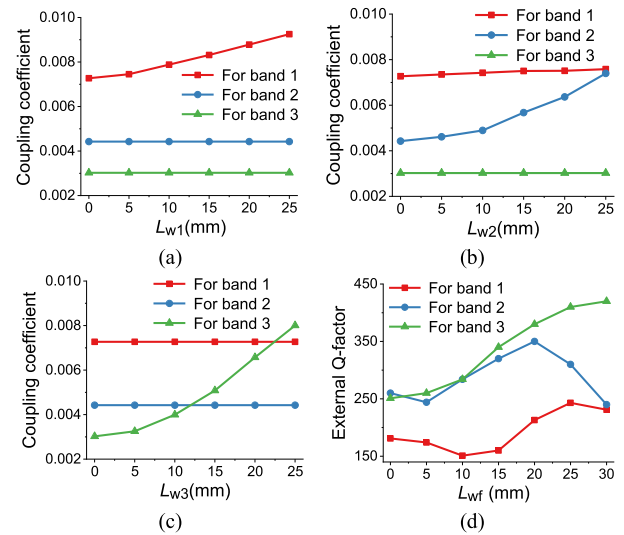 0.010
0.008
0.006
0.004
0.002
Coupling coefficient
For band 1
For band 2
For band 3
0 5 10 15 20 25
Lw1(mm)
(a)
0.010
0.008
0.006
0.004
0.002
Coupling coefficient
For band 1
For band 2
For band 3
0 5 10 15 20 25
Lw2(mm)
(b)
0.010
0.008
0.006
0.004
0.002
Coupling coefficient
For band 1
For band 2
For band 3
0 5 10 15 20 25
Lw3(mm)
(c)
450
350
250
150
External Q-factor
For band 1
For band 2
For band 3
0 5 10 15 20 25 30
Lwf (mm)
(d)